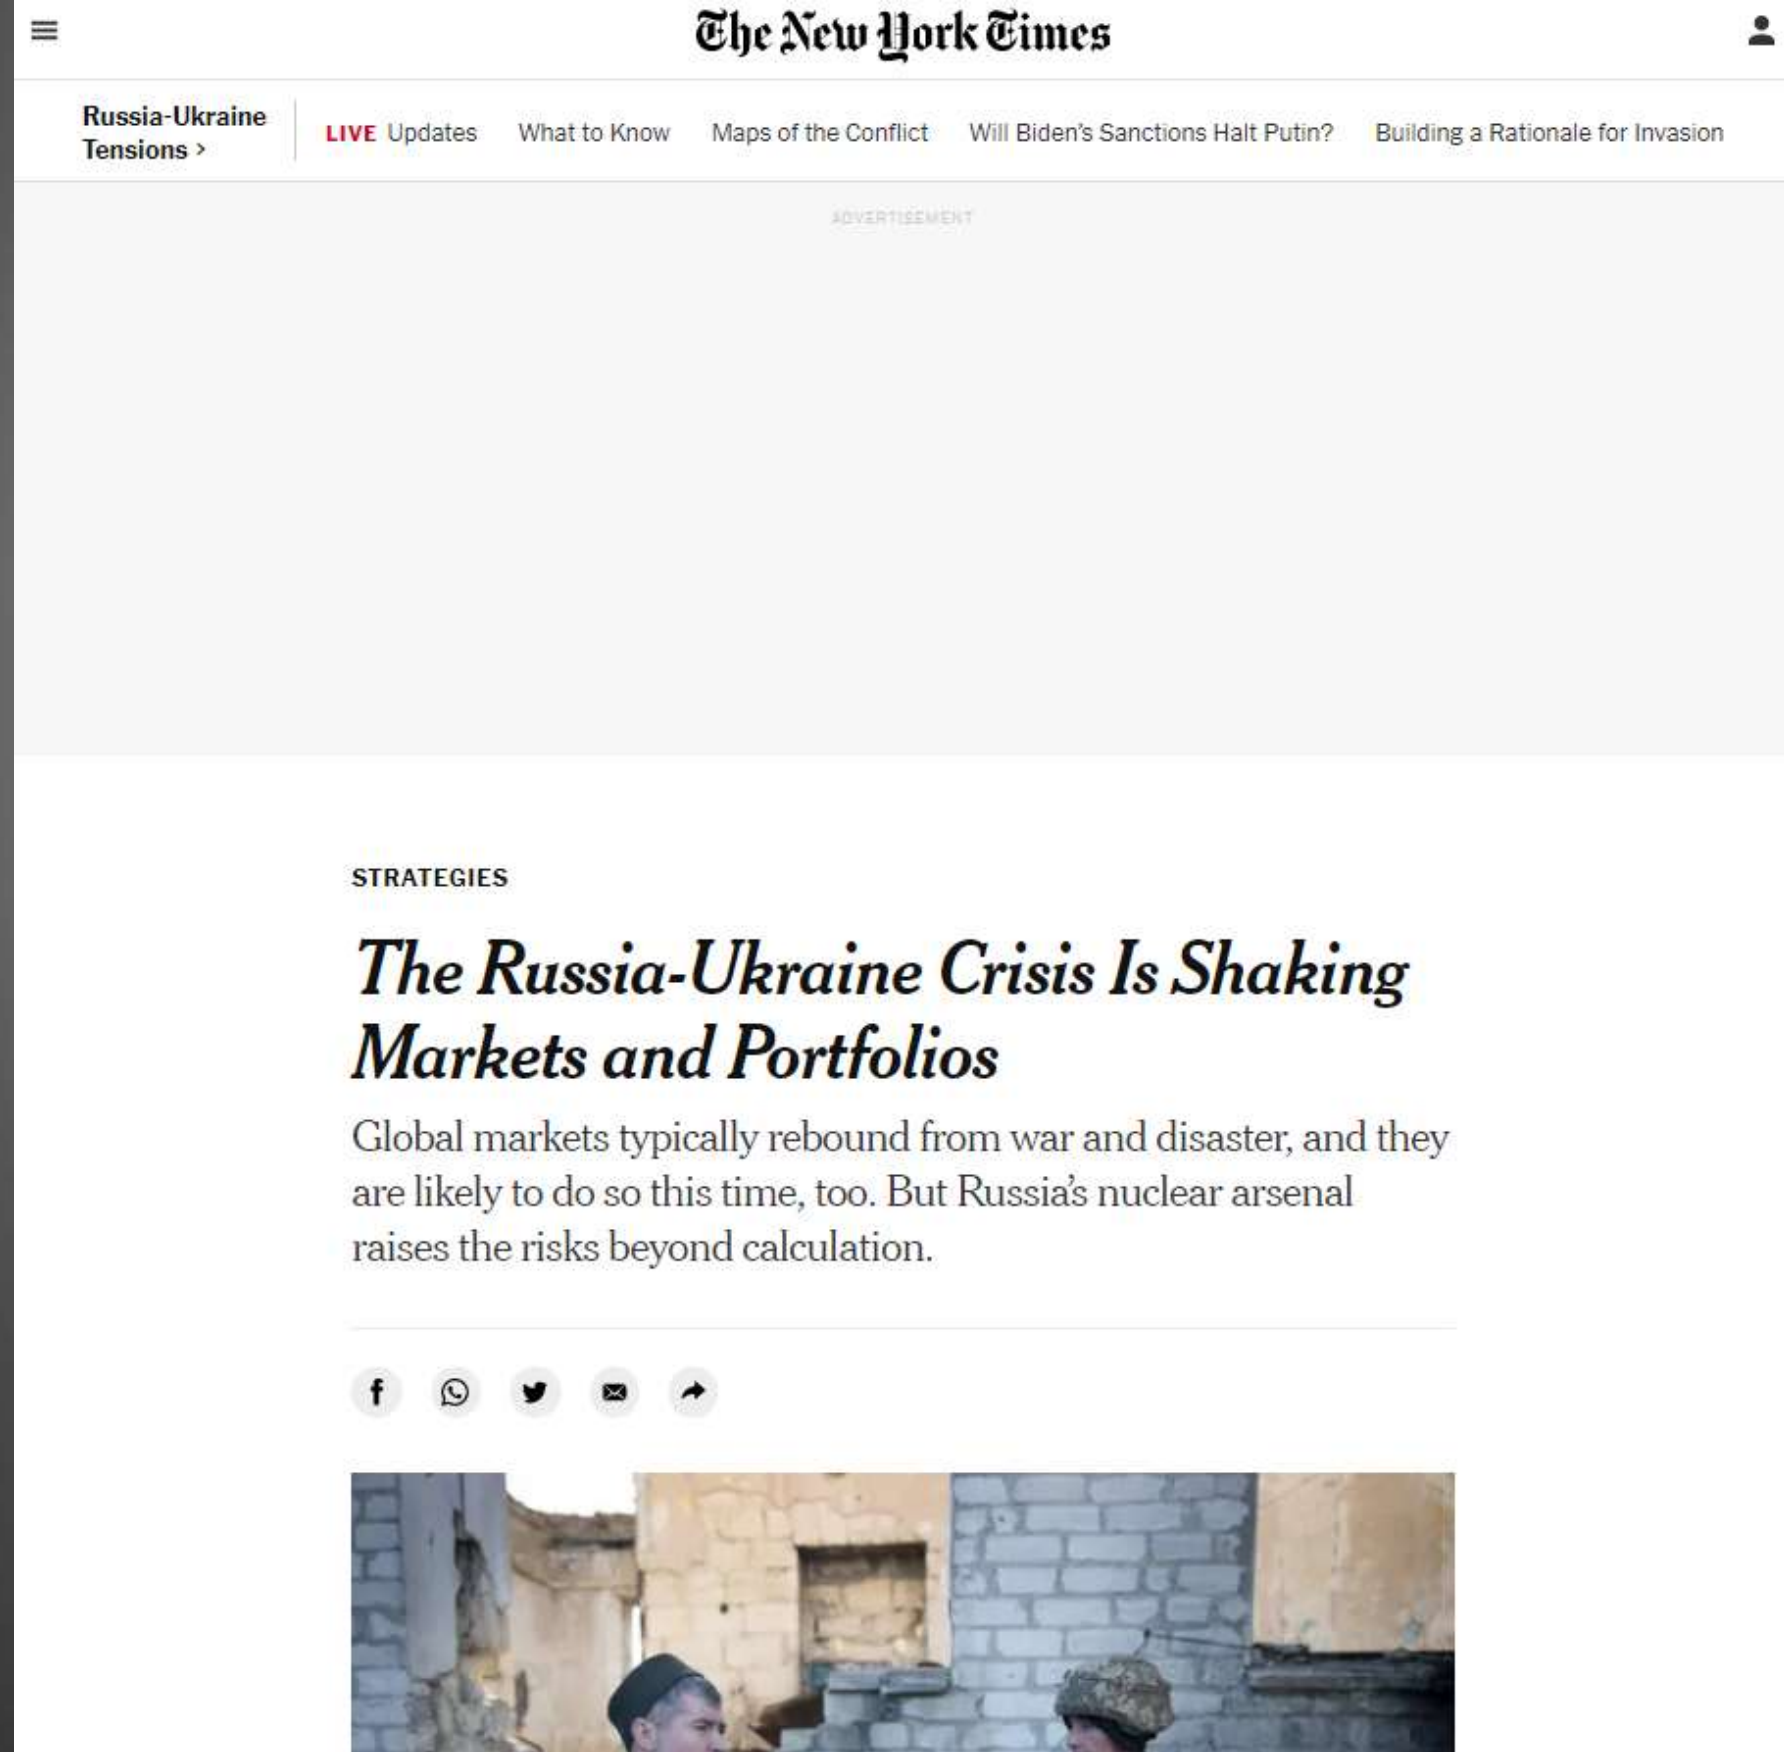 The New York Times
Russia-Ukraine
Tensions >
LIVE Updates
What to Know
Maps of the Conflict
Will Biden’s Sanctions Halt Putin?
Building a Rationale for Invasion
ADVERTISEMENT
STRATEGIES
The Russia-Ukraine Crisis Is Shaking
Markets and Portfolios
Global markets typically rebound from war and disaster, and they
are likely to do so this time, too. But Russia’s nuclear arsenal
raises the risks beyond calculation.